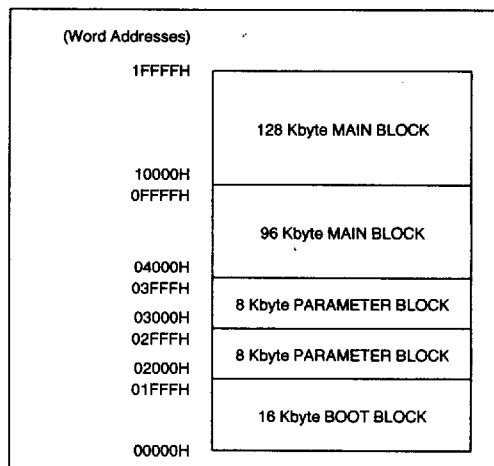 (Word Addresses)
1FFFFH
128 Kbyte MAIN BLOCK
10000H
0FFFFH
96 Kbyte MAIN BLOCK
04000H
03FFFH
8 Kbyte PARAMETER BLOCK
03000H
02FFFH
8 Kbyte PARAMETER BLOCK
02000H
01FFFH
16 Kbyte BOOT BLOCK
00000H